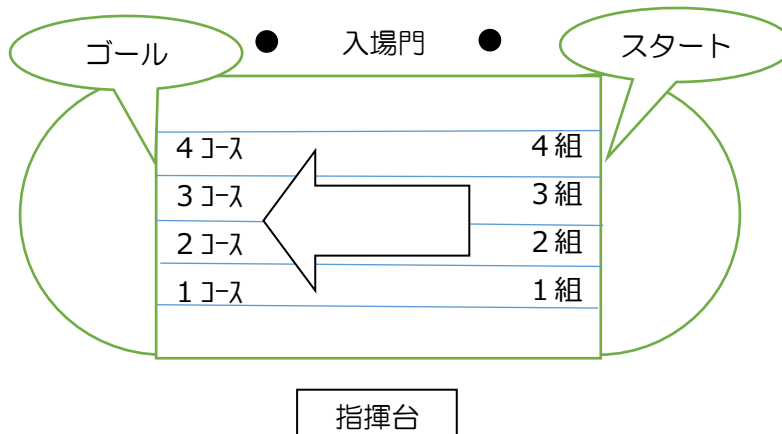 ゴール
入場門
スタート
4コース
4組
3コース
3組
2コース
2組
1コース
1組
指揮台